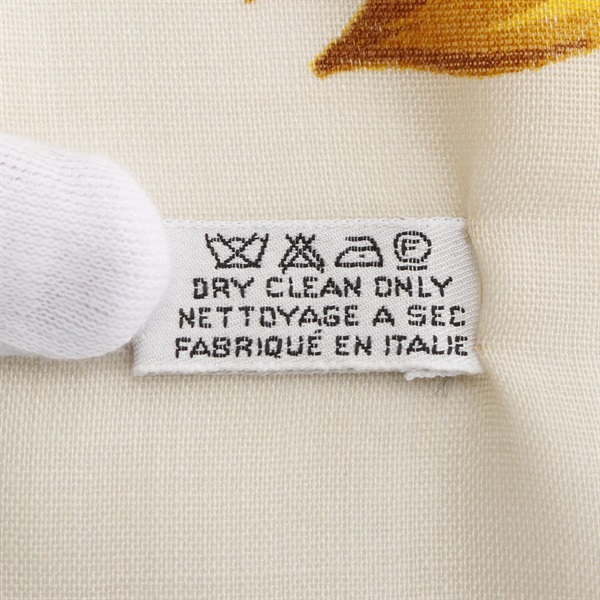 F
DRY CLEAN ONLY
NETTOYAGE A SEC
FABRIQUÉ EN ITALIE